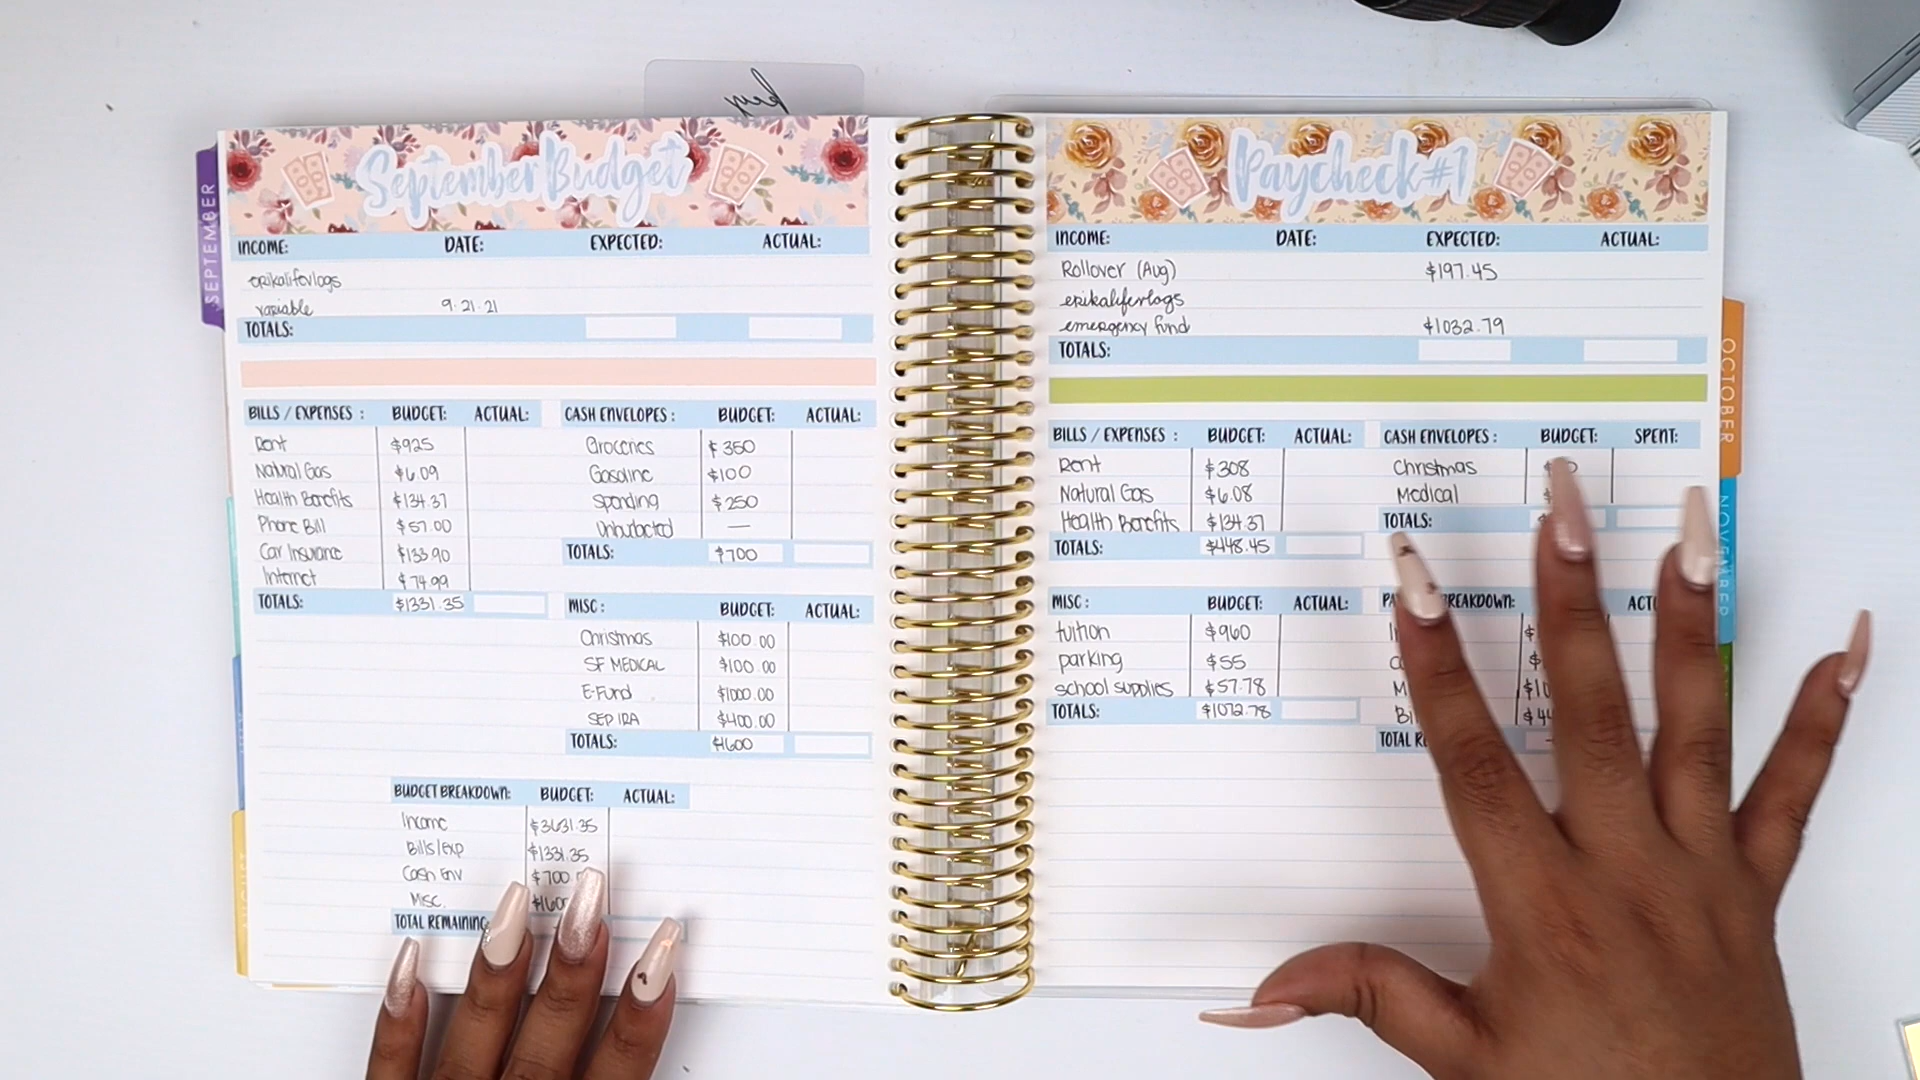 hey
September Budget
INCOME: DATE: EXPECTED: ACTUAL:
erikalifevlogs
variable 9.21.21
TOTALS:
BILLS / EXPENSES : BUDGET: ACTUAL:
Rent $925
Natural Gas $6.09
Health Benefits $134.37
Phone Bill $57.00
Car Insurance $133.90
Internet $74.99
TOTALS: $1331.35
CASH ENVELOPES : BUDGET: ACTUAL:
Groceries $350
Gasoline $100
Spending $250
Unbudgeted —
TOTALS: $700
MISC : BUDGET: ACTUAL:
Christmas $100.00
SF MEDICAL $100.00
E-Fund $1000.00
SEP IRA $400.00
TOTALS: $1600
BUDGET BREAKDOWN: BUDGET: ACTUAL:
Income $3631.35
Bills/Exp $1331.35
Cash Env $700
Misc. $160
TOTAL REMAINING
Paycheck #1
INCOME: DATE: EXPECTED: ACTUAL:
Rollover (Aug) $197.45
erikalifevlogs
emergency fund $1032.79
TOTALS:
BILLS / EXPENSES : BUDGET: ACTUAL:
Rent $308
Natural Gas $6.08
Health Benefits $134.37
TOTALS: $448.45
CASH ENVELOPES : BUDGET: SPENT:
Christmas
Medical
TOTALS:
MISC : BUDGET: ACTUAL:
tuition $960
parking $55
school supplies $57.78
TOTALS: $1072.78
BREAKDOWN:
SEPTEMBER
OCTOBER
NOVEMBER